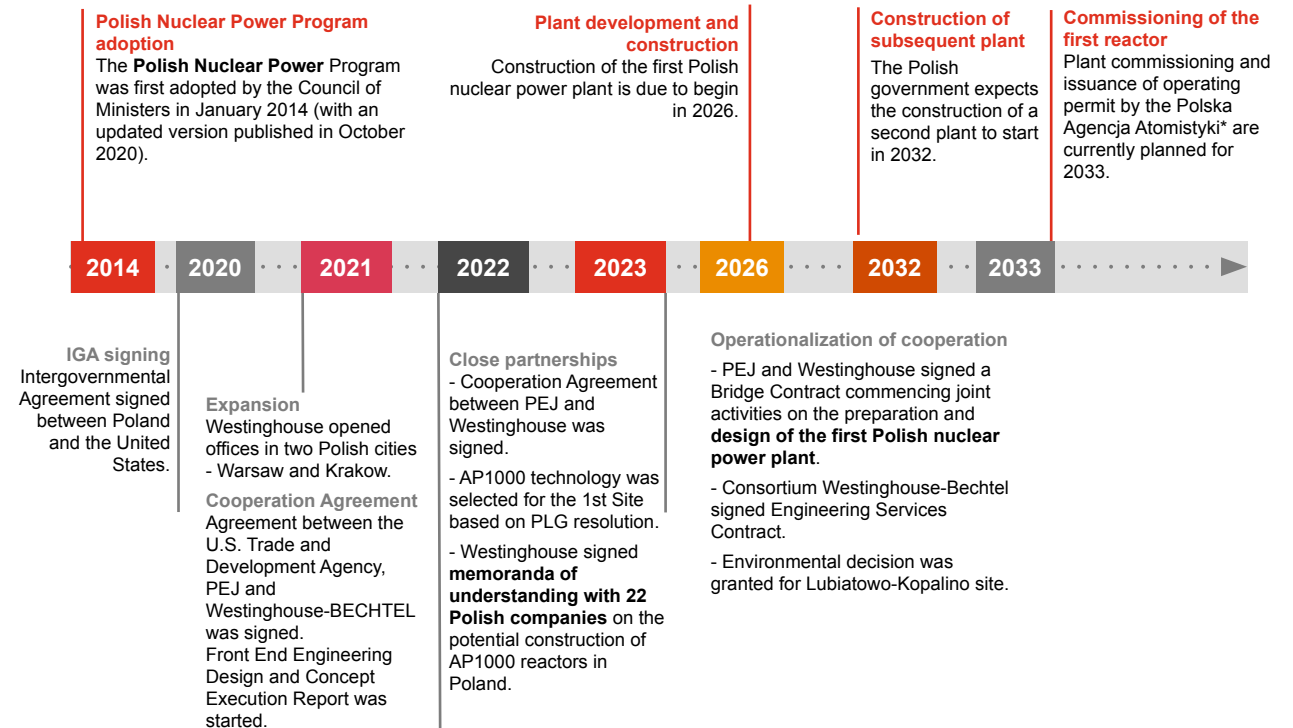 Polish Nuclear Power Program
adoption
The Polish Nuclear Power Program
was first adopted by the Council of
Ministers in January 2014 (with an
updated version published in October
2020).
Plant development and
construction
Construction of the first Polish
nuclear power plant is due to begin
in 2026.
Construction of
subsequent plant
The Polish
government expects
the construction of a
second plant to start
in 2032.
Commissioning of the
first reactor
Plant commissioning and
issuance of operating
permit by the Polska
Agencja Atomistyki* are
currently planned for
2033.
2014
2020
2021
2022
2023
2026
2032
2033
IGA signing
Intergovernmental
Agreement signed
between Poland
and the United
States.
Expansion
Westinghouse opened
offices in two Polish cities
- Warsaw and Krakow.
Cooperation Agreement
Agreement between the
U.S. Trade and
Development Agency,
PEJ and
Westinghouse-BECHTEL
was signed.
Front End Engineering
Design and Concept
Execution Report was
started.
Close partnerships
- Cooperation Agreement
between PEJ and
Westinghouse was
signed.
- AP1000 technology was
selected for the 1st Site
based on PLG resolution.
- Westinghouse signed
memoranda of
understanding with 22
Polish companies on the
potential construction of
AP1000 reactors in
Poland.
Operationalization of cooperation
- PEJ and Westinghouse signed a
Bridge Contract commencing joint
activities on the preparation and
design of the first Polish nuclear
power plant.
- Consortium Westinghouse-Bechtel
signed Engineering Services
Contract.
- Environmental decision was
granted for Lubiatowo-Kopalino site.